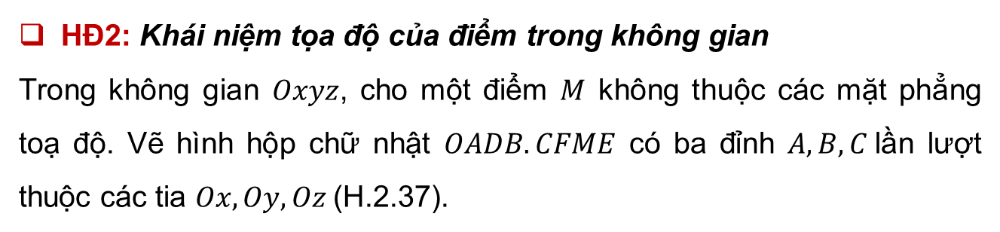 ❑ HĐ2: Khái niệm tọa độ của điểm trong không gian
Trong không gian 𝑂𝑥𝑦𝑧, cho một điểm 𝑀 không thuộc các mặt phẳng
toạ độ. Vẽ hình hộp chữ nhật 𝑂𝐴𝐷𝐵. 𝐶𝐹𝑀𝐸 có ba đỉnh 𝐴, 𝐵, 𝐶 lần lượt
thuộc các tia 𝑂𝑥, 𝑂𝑦, 𝑂𝑧 (H.2.37).